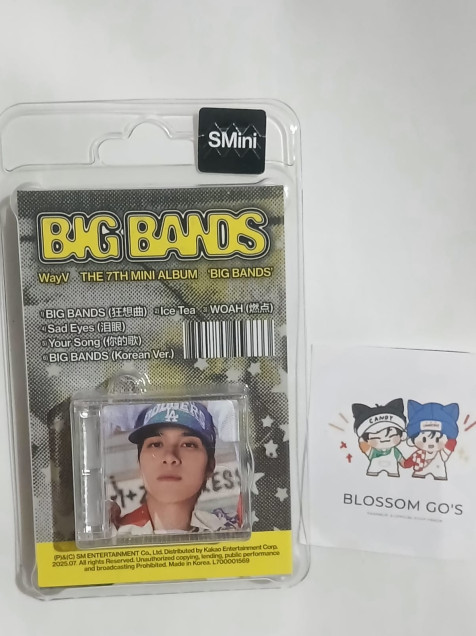 SMini
BIG BANDS
WayV THE 7TH MINI ALBUM 'BIG BANDS'
BIG BANDS (狂想曲) Ice Tea WOAH (燃点)
Sad Eyes (泪眼)
Your Song (你的歌)
BIG BANDS (Korean Ver.)
DODGERS
LA
CANDY
BLOSSOM GO'S
(P)&(C) SM ENTERTAINMENT Co., Ltd. Distributed by Kakao Entertainment Corp.
2025.07. All rights Reserved. Unauthorized copying, lending, public performance
and broadcasting Prohibited. Made in Korea. L700001569